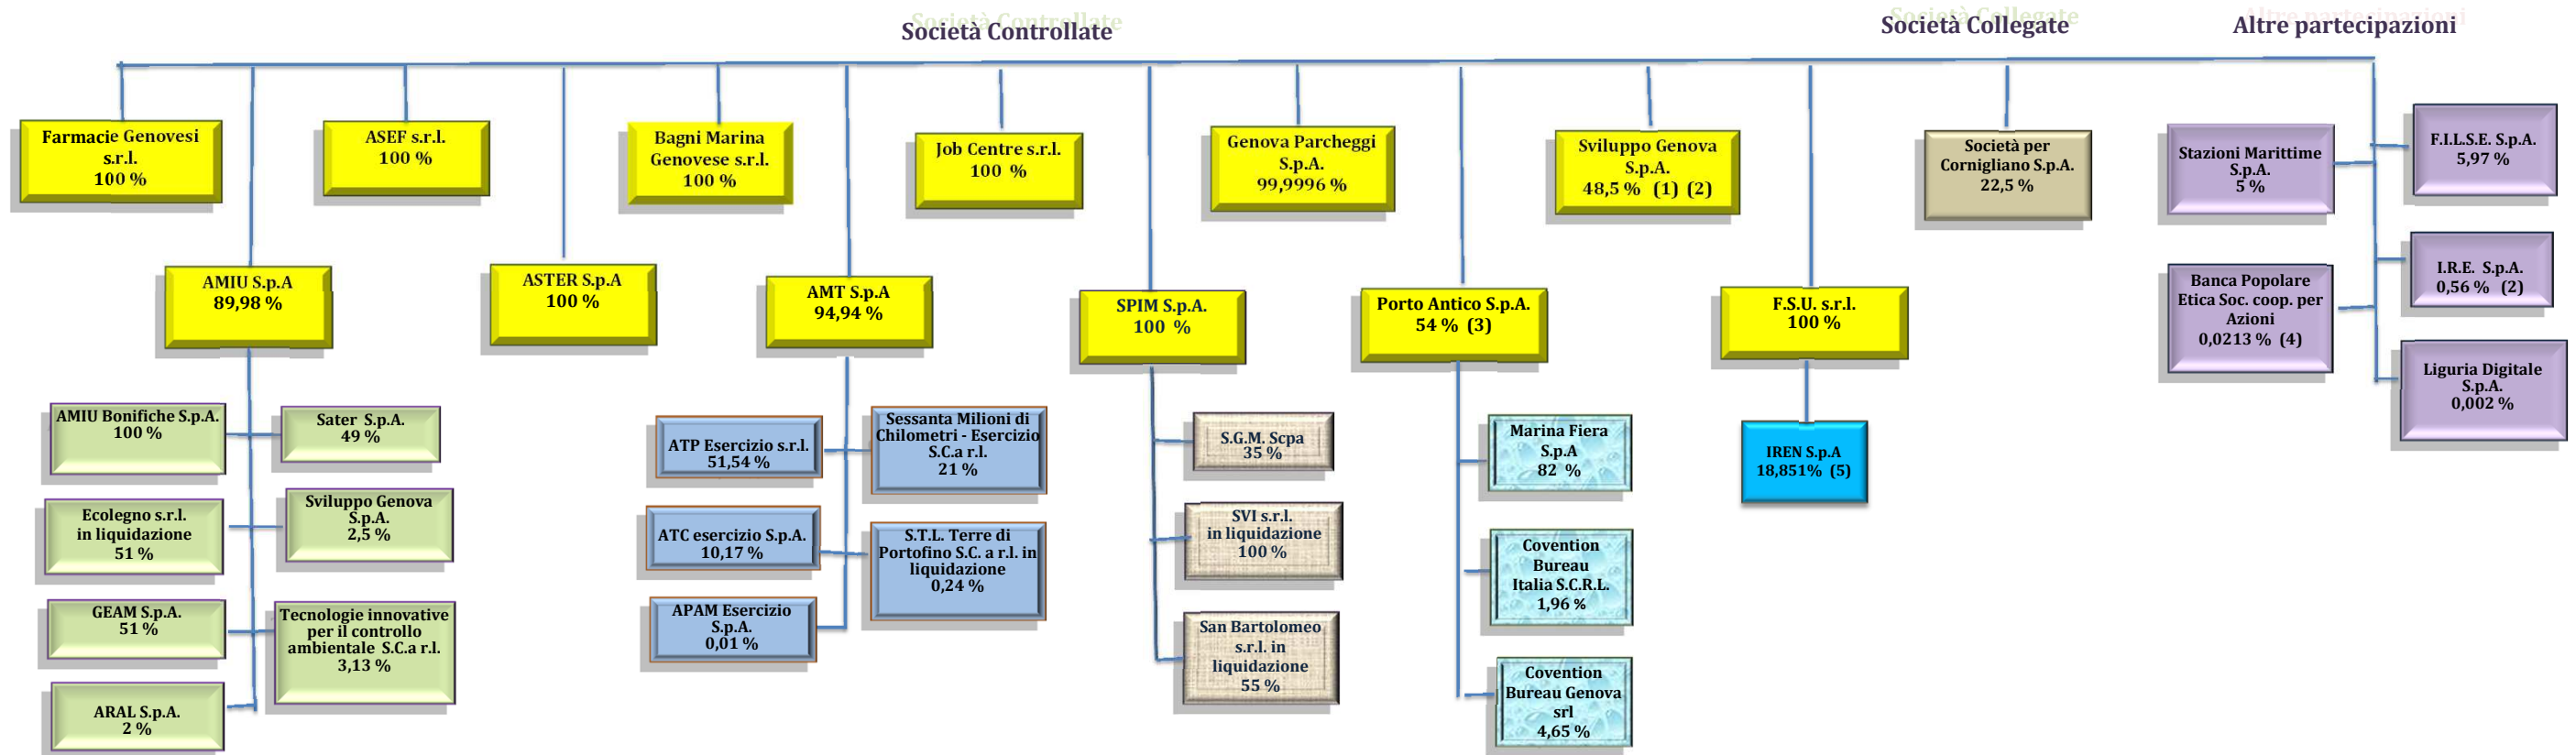 Società Controllate
Società Collegate
Altre partecipazioni
Farmacie Genovesi
s.r.l.
100 %
ASEF s.r.l.
100 %
Bagni Marina
Genovese s.r.l.
100 %
Job Centre s.r.l.
100 %
Genova Parcheggi
S.p.A.
99,9996 %
Sviluppo Genova
S.p.A.
48,5 % (1) (2)
Società per
Cornigliano S.p.A.
22,5 %
Stazioni Marittime
S.p.A.
5 %
F.I.L.S.E. S.p.A.
5,97 %
AMIU S.p.A
89,98 %
ASTER S.p.A
100 %
AMT S.p.A
94,94 %
SPIM S.p.A.
100 %
Porto Antico S.p.A.
54 % (3)
F.S.U. s.r.l.
100 %
Banca Popolare
Etica Soc. coop. per
Azioni
0,0213 % (4)
I.R.E. S.p.A.
0,56 % (2)
Liguria Digitale
S.p.A.
0,002 %
AMIU Bonifiche S.p.A.
100 %
Sater S.p.A.
49 %
Ecolegno s.r.l.
in liquidazione
51 %
Sviluppo Genova
S.p.A.
2,5 %
GEAM S.p.A.
51 %
Tecnologie innovative
per il controllo
ambientale S.C.a r.l.
3,13 %
ARAL S.p.A.
2 %
ATP Esercizio s.r.l.
51,54 %
Sessanta Milioni di
Chilometri - Esercizio
S.C.a r.l.
21 %
ATC esercizio S.p.A.
10,17 %
S.T.L. Terre di
Portofino S.C. a r.l. in
liquidazione
0,24 %
APAM Esercizio
S.p.A.
0,01 %
S.G.M. Scpa
35 %
SVI s.r.l.
in liquidazione
100 %
San Bartolomeo
s.r.l. in
liquidazione
55 %
Marina Fiera
S.p.A
82 %
Covention
Bureau
Italia S.C.R.L.
1,96 %
Covention
Bureau Genova
srl
4,65 %
IREN S.p.A
18,851% (5)